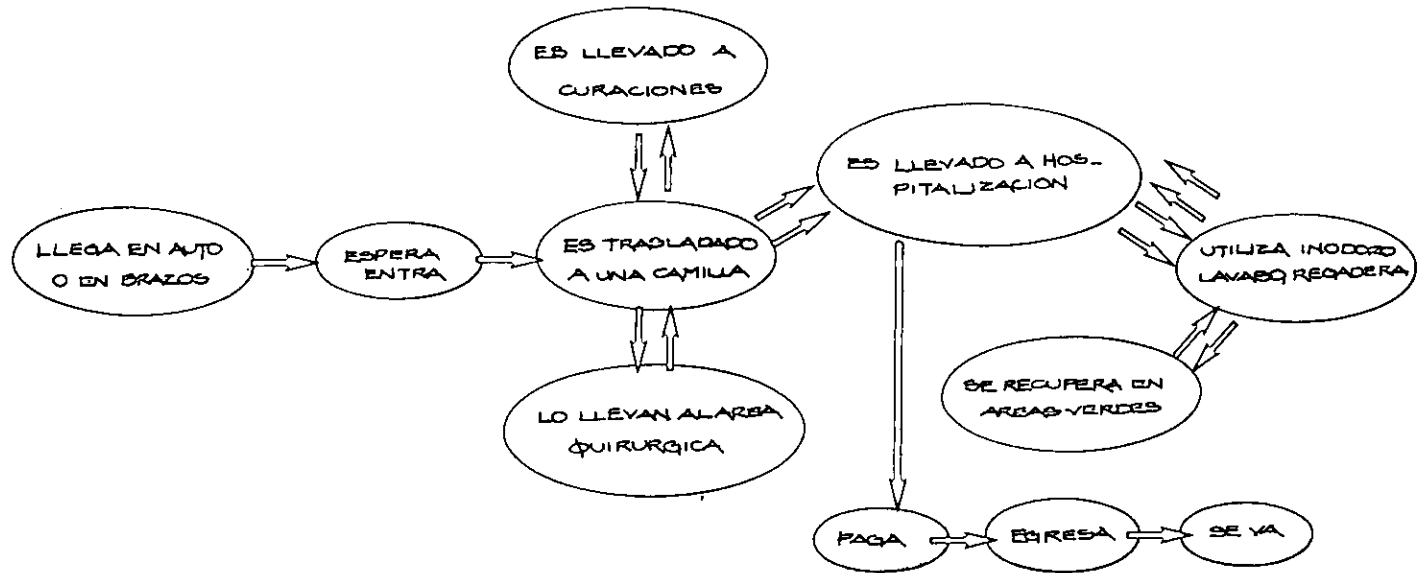 ES LLEVADO A
CURACIONES
ES LLEVADO A HOS-
PITALIZACION
LLEGA EN AUTO
O EN BRAZOS
ESPERA
ENTRA
ES TRASLADADO
A UNA CAMILLA
UTILIZA INODORO
LAVABO, REGADERA
SE RECUPERA EN
AREAS VERDES
LO LLEVAN AL AREA
QUIRURGICA
PAGA
EGRESA
SE VA